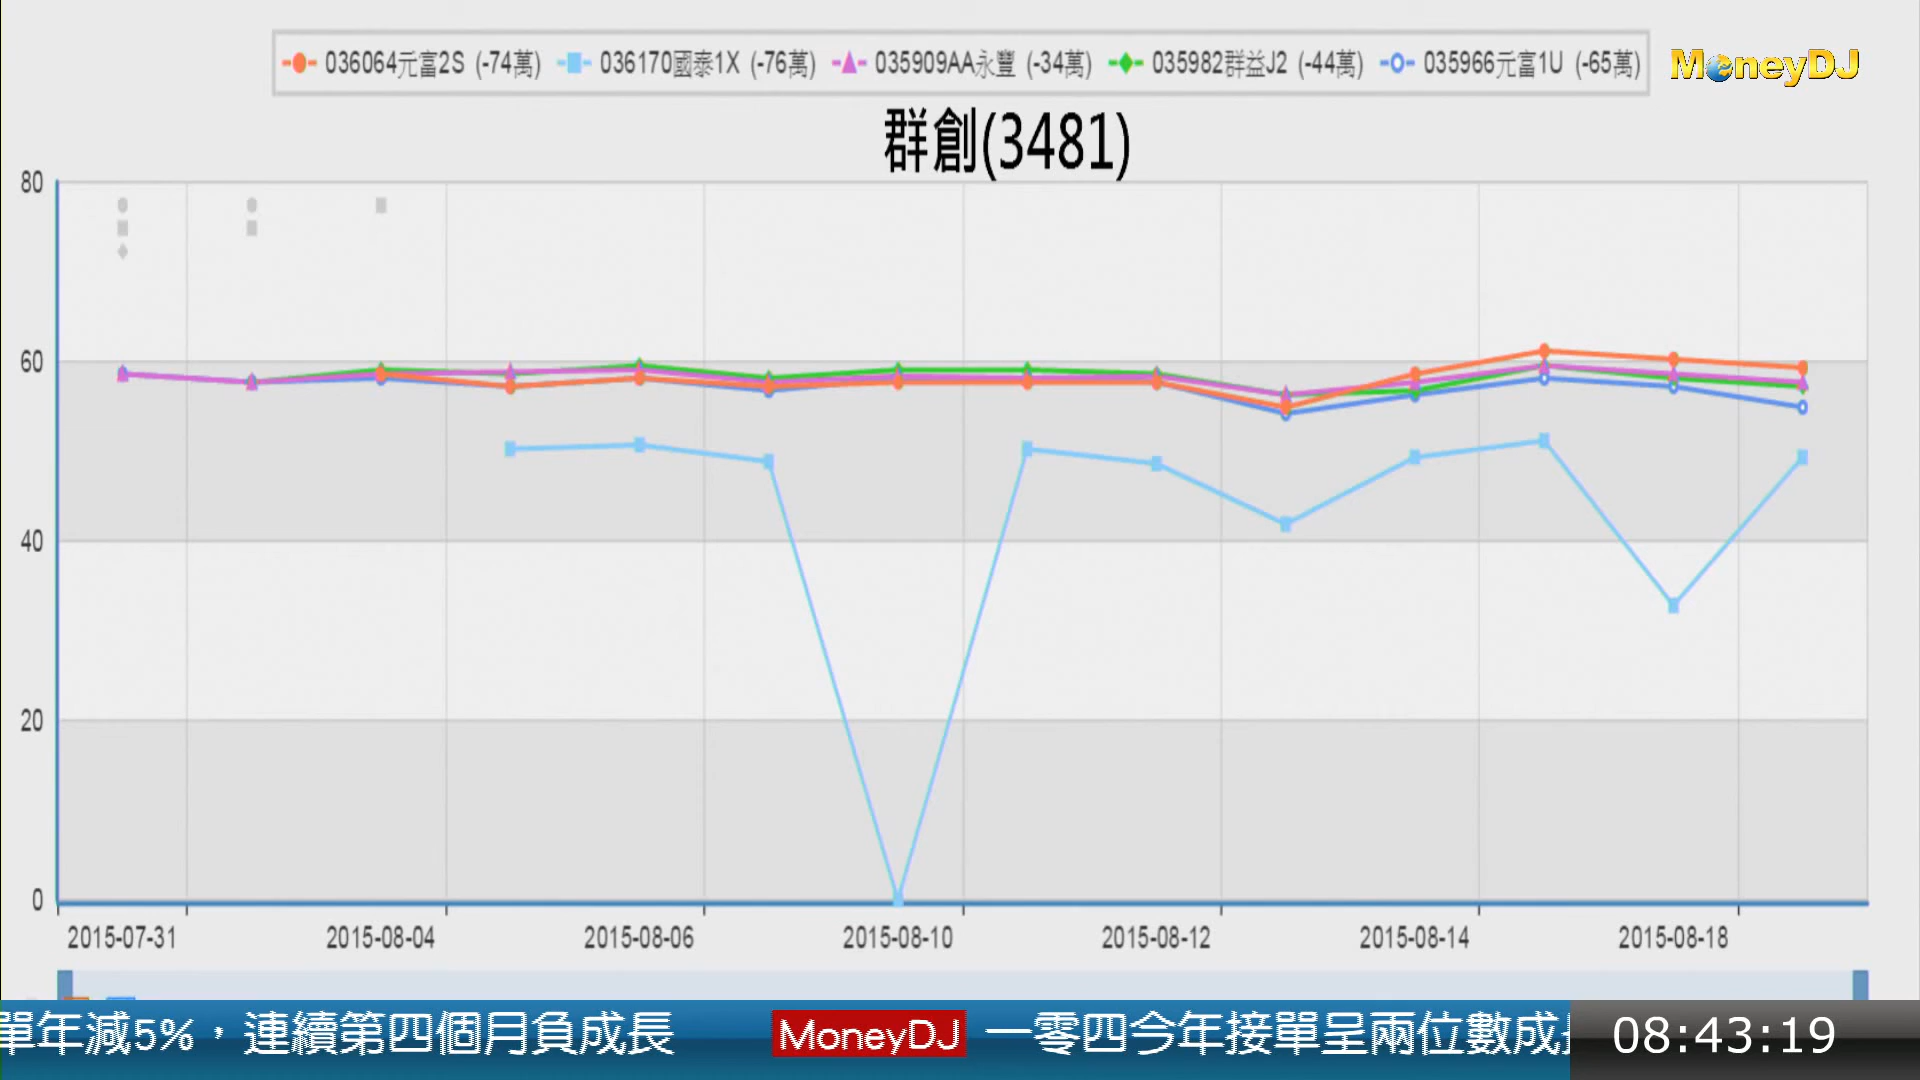 036064元富2S (-74萬) 036170國泰1X (-76萬) 035909AA永豐 (-34萬) 035982群益J2 (-44萬) 035966元富1U (-65萬)
MoneyDJ
群創(3481)
80
60
40
20
0
2015-07-31 2015-08-04 2015-08-06 2015-08-10 2015-08-12 2015-08-14 2015-08-18
單年減5%，連續第四個月負成長 MoneyDJ 一零四今年接單呈兩位數成長 08:43:19